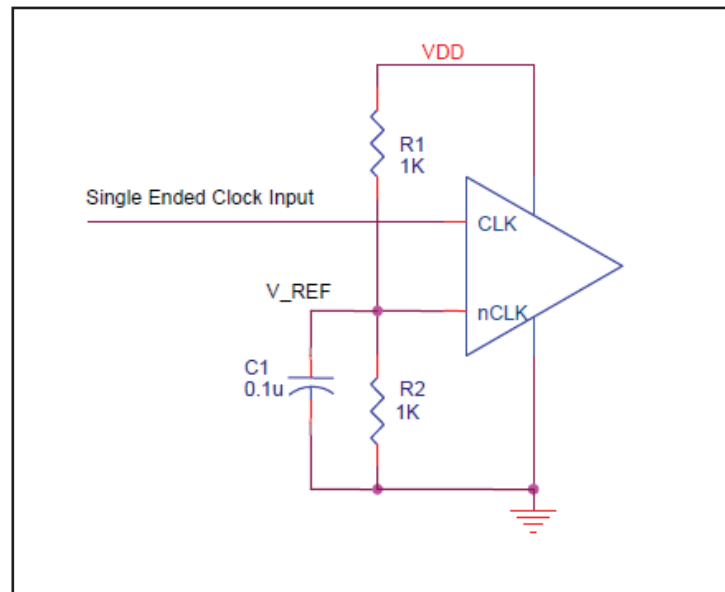 VDD
R1
1K
Single Ended Clock Input
CLK
V_REF
nCLK
C1
0.1u
R2
1K